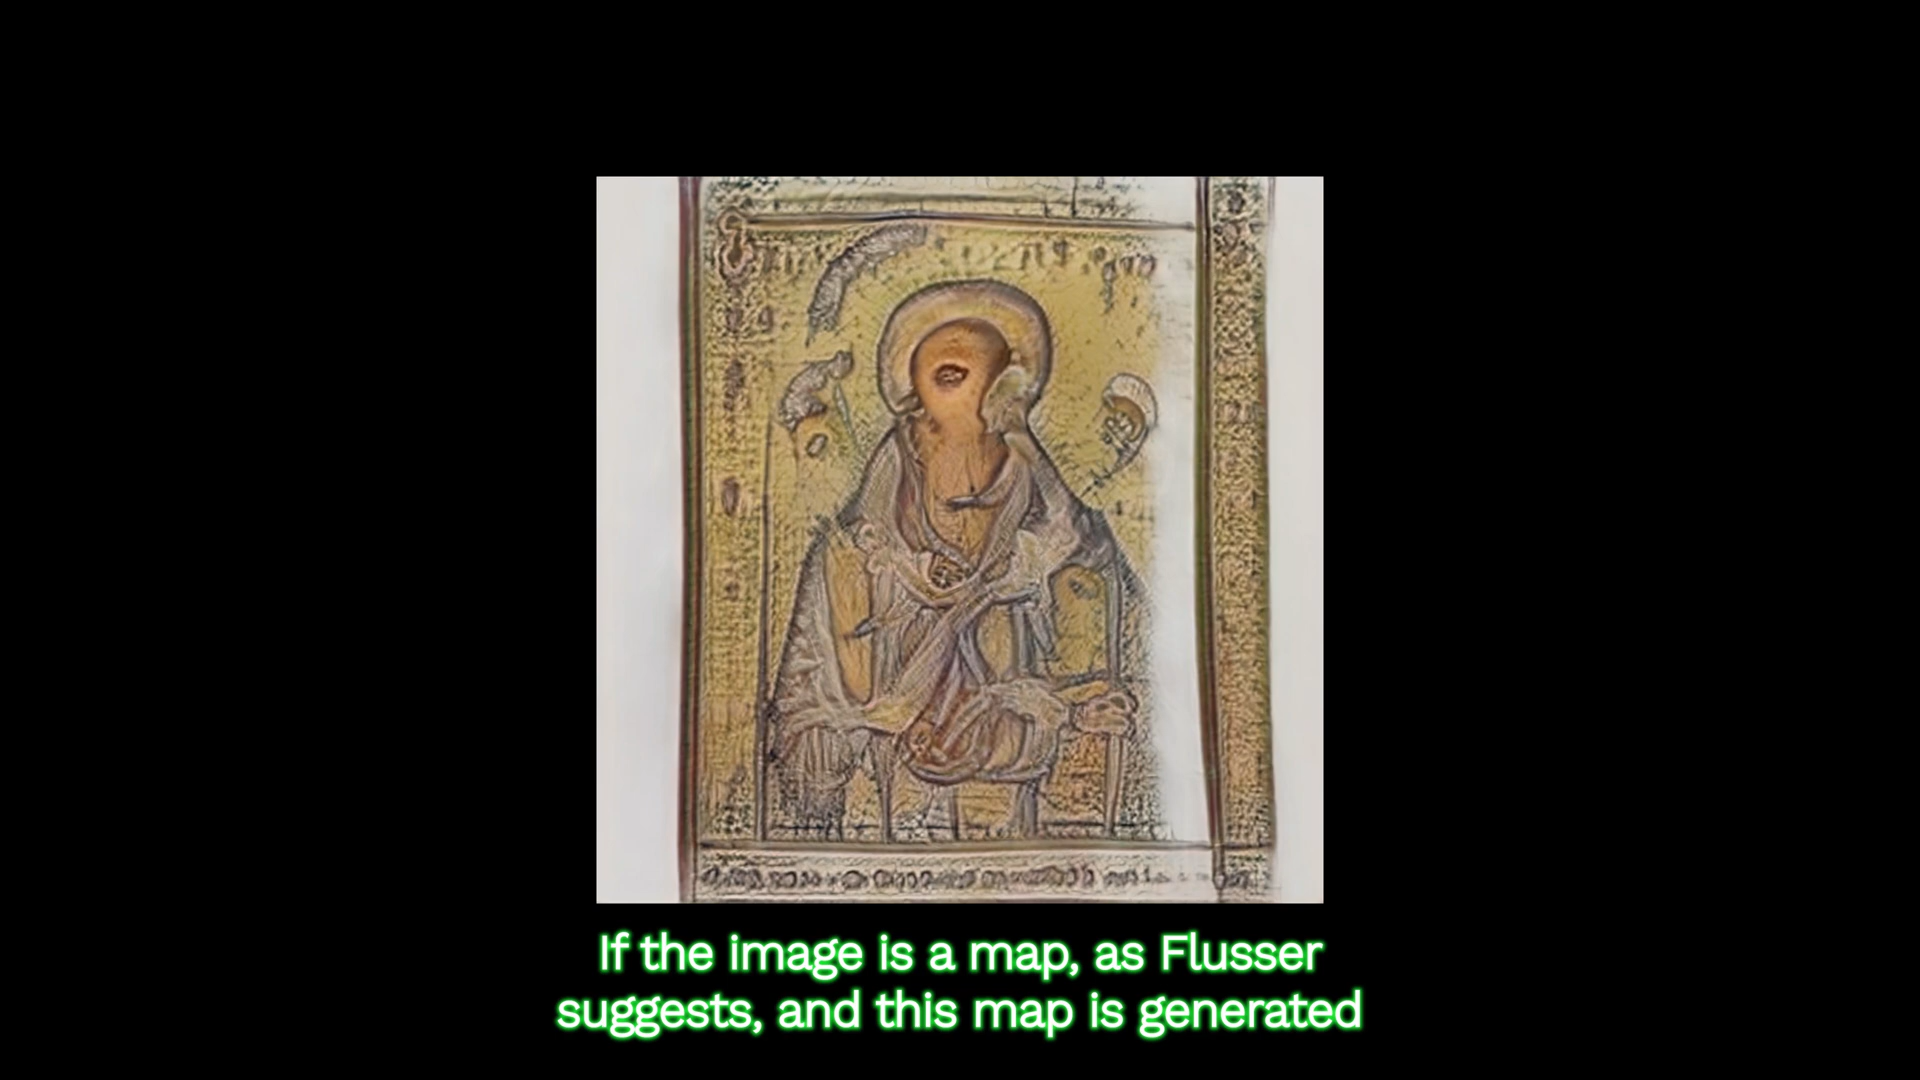 If the image is a map, as Flusser
suggests, and this map is generated